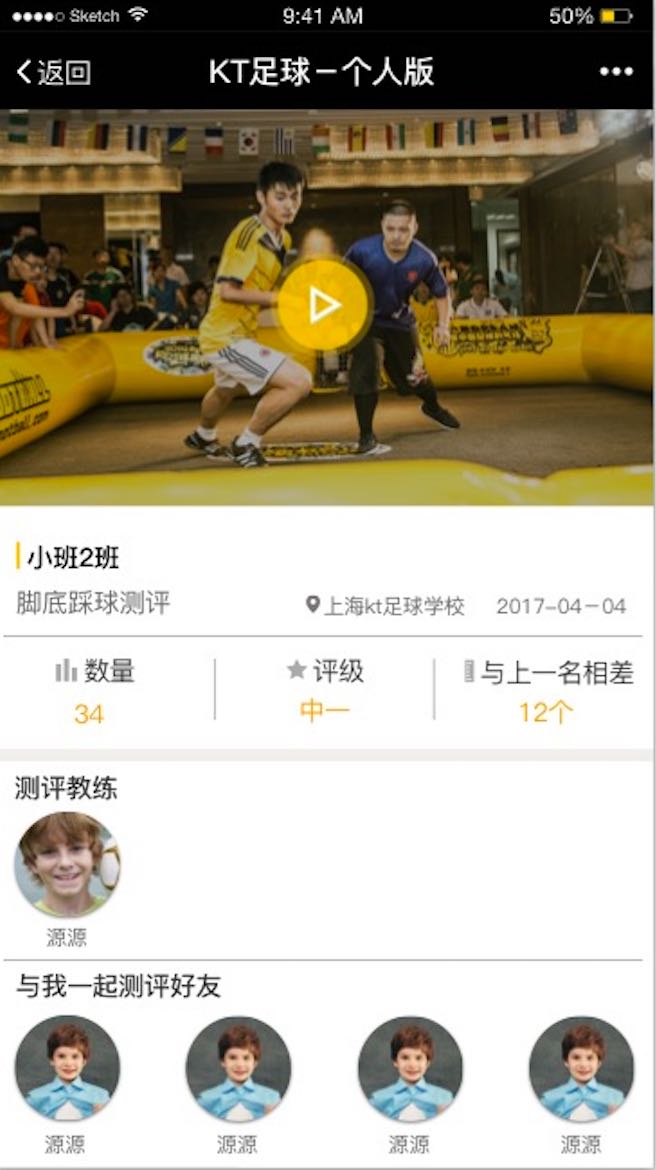 Sketch 9:41 AM 50%
返回 KT足球－个人版
小班2班
脚底踩球测评 上海kt足球学校 2017-04－04
数量 评级 与上一名相差
34 中一 12个
测评教练
源源
与我一起测评好友
源源 源源 源源 源源